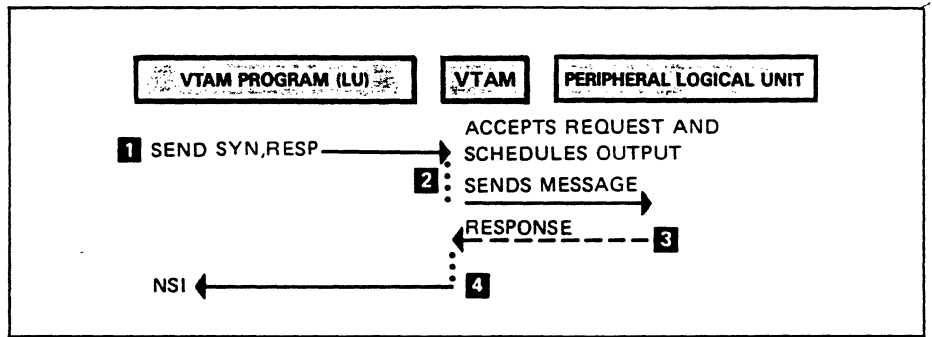 VTAM PROGRAM (LU) VTAM PERIPHERAL LOGICAL UNIT
ACCEPTS REQUEST AND
1 SEND SYN,RESP SCHEDULES OUTPUT
2 SENDS MESSAGE
RESPONSE 3
NSI 4